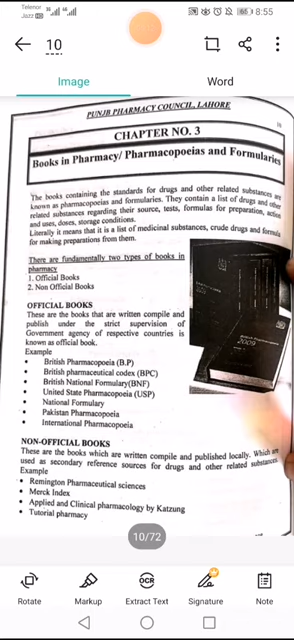 Telenor
Jazz HD
3G 4G
65 8:55
10
Image Word
PUNJB PHARMACY COUNCIL, LAHORE
10
CHAPTER NO. 3
Books in Pharmacy/ Pharmacopoeias and Formularies
The books containing the standards for drugs and other related substances are
known as pharmacopoeias and formularies. They contain a list of drugs and other
related substances regarding their source, tests, formulas for preparation, action
and uses, doses, storage conditions.
Literally it means that it is a list of medicinal substances, crude drugs and formula
for making preparations from them.
There are fundamentally two types of books in
pharmacy
1. Official Books
2. Non Official Books
OFFICIAL BOOKS
These are the books that are written compile and
publish under the strict supervision of
Government agency of respective countries is
known as official book.
Example
• British Pharmacopoeia (B.P)
• British pharmaceutical codex (BPC)
• British National Formulary(BNF)
• United State Pharmacopoeia (USP)
• National Formulary
• Pakistan Pharmacopoeia
• International Pharmacopoeia
2009
NON-OFFICIAL BOOKS
These are the books which are written compile and published locally. Which are
used as secondary reference sources for drugs and other related substances
Example
• Remington Pharmaceutical sciences
• Merck Index
• Applied and Clinical pharmacology by Katzung
• Tutorial pharmacy
10/72
OCR
Rotate Markup Extract Text Signature Note